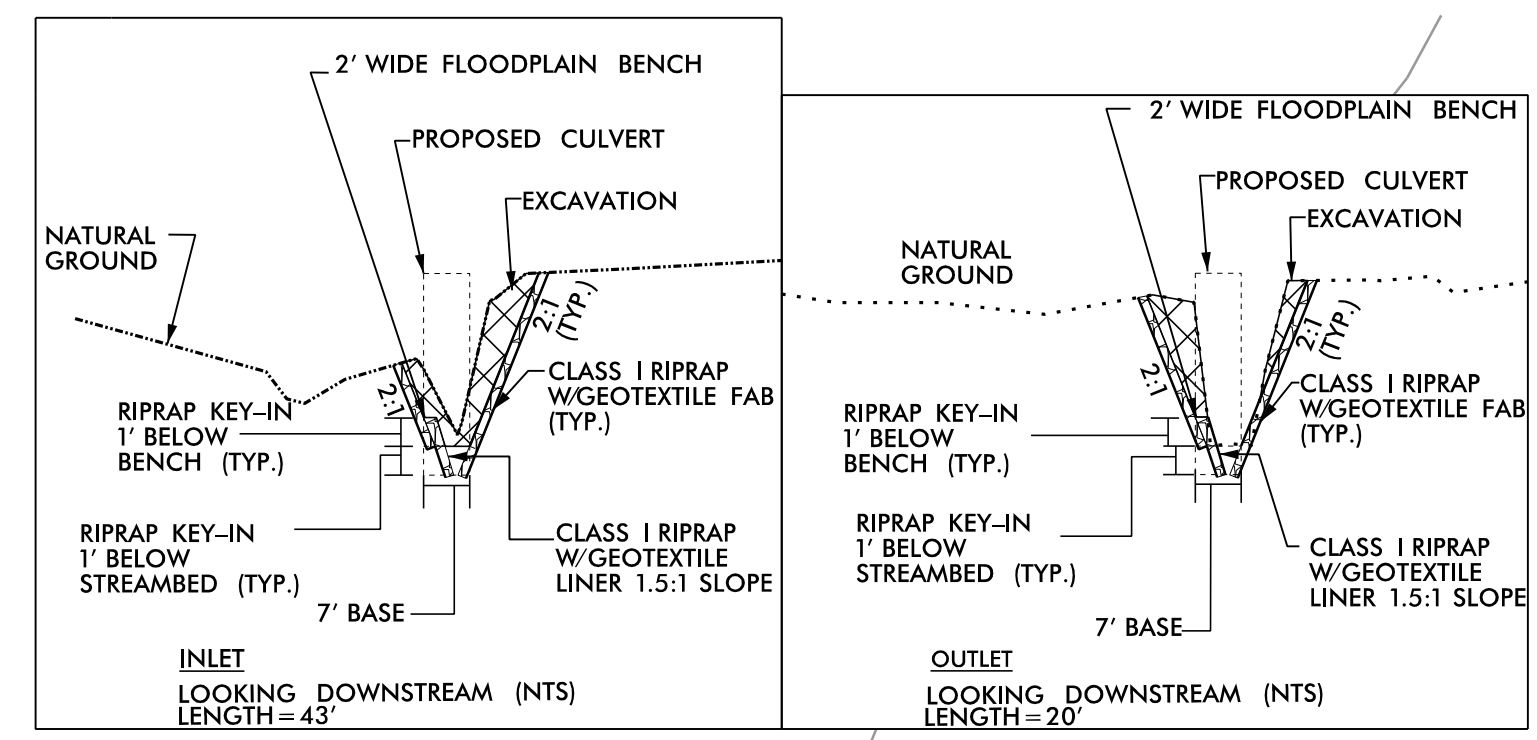 2' WIDE FLOODPLAIN BENCH
PROPOSED CULVERT
EXCAVATION
NATURAL
GROUND
2:1
(TYP.)
2:1
CLASS I RIPRAP
W/GEOTEXTILE FAB
(TYP.)
RIPRAP KEY-IN
1' BELOW
BENCH (TYP.)
RIPRAP KEY-IN
1' BELOW
STREAMBED (TYP.)
CLASS I RIPRAP
W/GEOTEXTILE
LINER 1.5:1 SLOPE
7' BASE
INLET
LOOKING DOWNSTREAM (NTS)
LENGTH=43'
2' WIDE FLOODPLAIN BENCH
PROPOSED CULVERT
EXCAVATION
NATURAL
GROUND
2:1
(TYP.)
2:1
CLASS I RIPRAP
W/GEOTEXTILE FAB
(TYP.)
RIPRAP KEY-IN
1' BELOW
BENCH (TYP.)
RIPRAP KEY-IN
1' BELOW
STREAMBED (TYP.)
CLASS I RIPRAP
W/GEOTEXTILE
LINER 1.5:1 SLOPE
7' BASE
OUTLET
LOOKING DOWNSTREAM (NTS)
LENGTH=20'